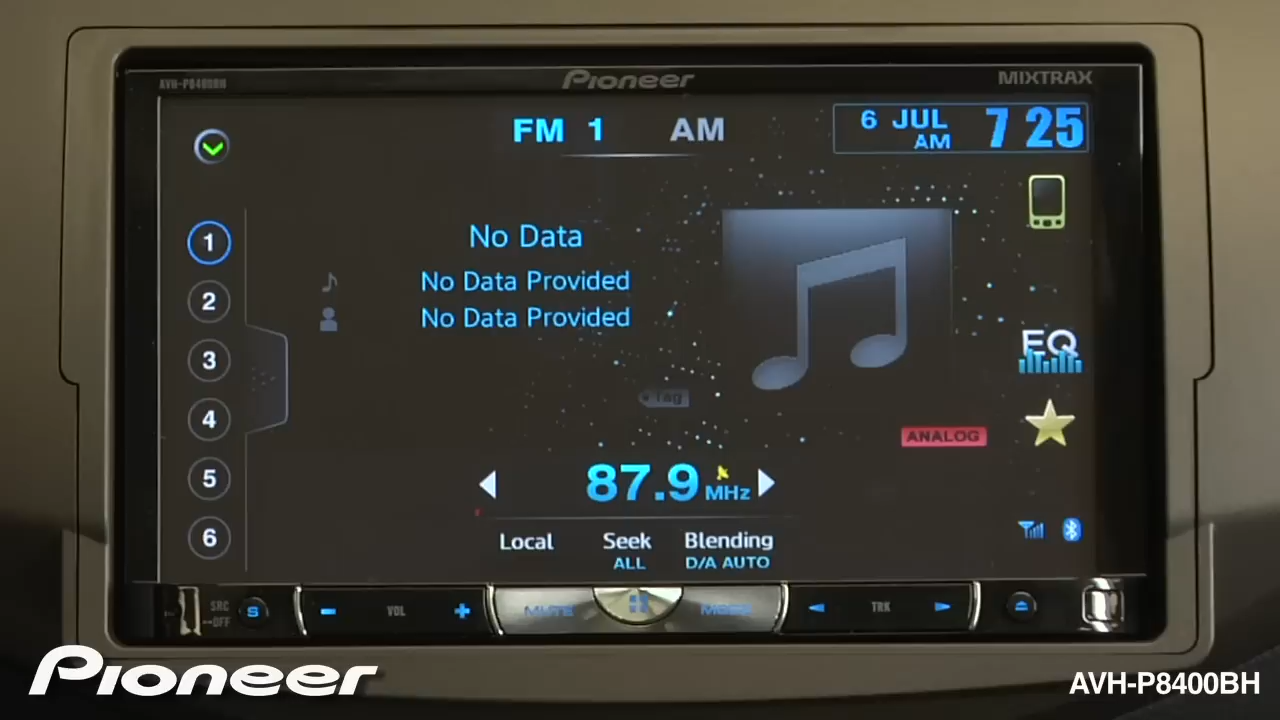 AVH-P8400BH
Pioneer
MIXTRAX
FM 1
AM
6 JUL
AM
7 25
1
2
3
4
5
6
No Data
No Data Provided
No Data Provided
Tag
EQ
ANALOG
87.9 MHz
Local
Seek
ALL
Blending
D/A AUTO
SRC
OFF
S
VOL
MUTE
MODE
TRK
Pioneer
AVH-P8400BH